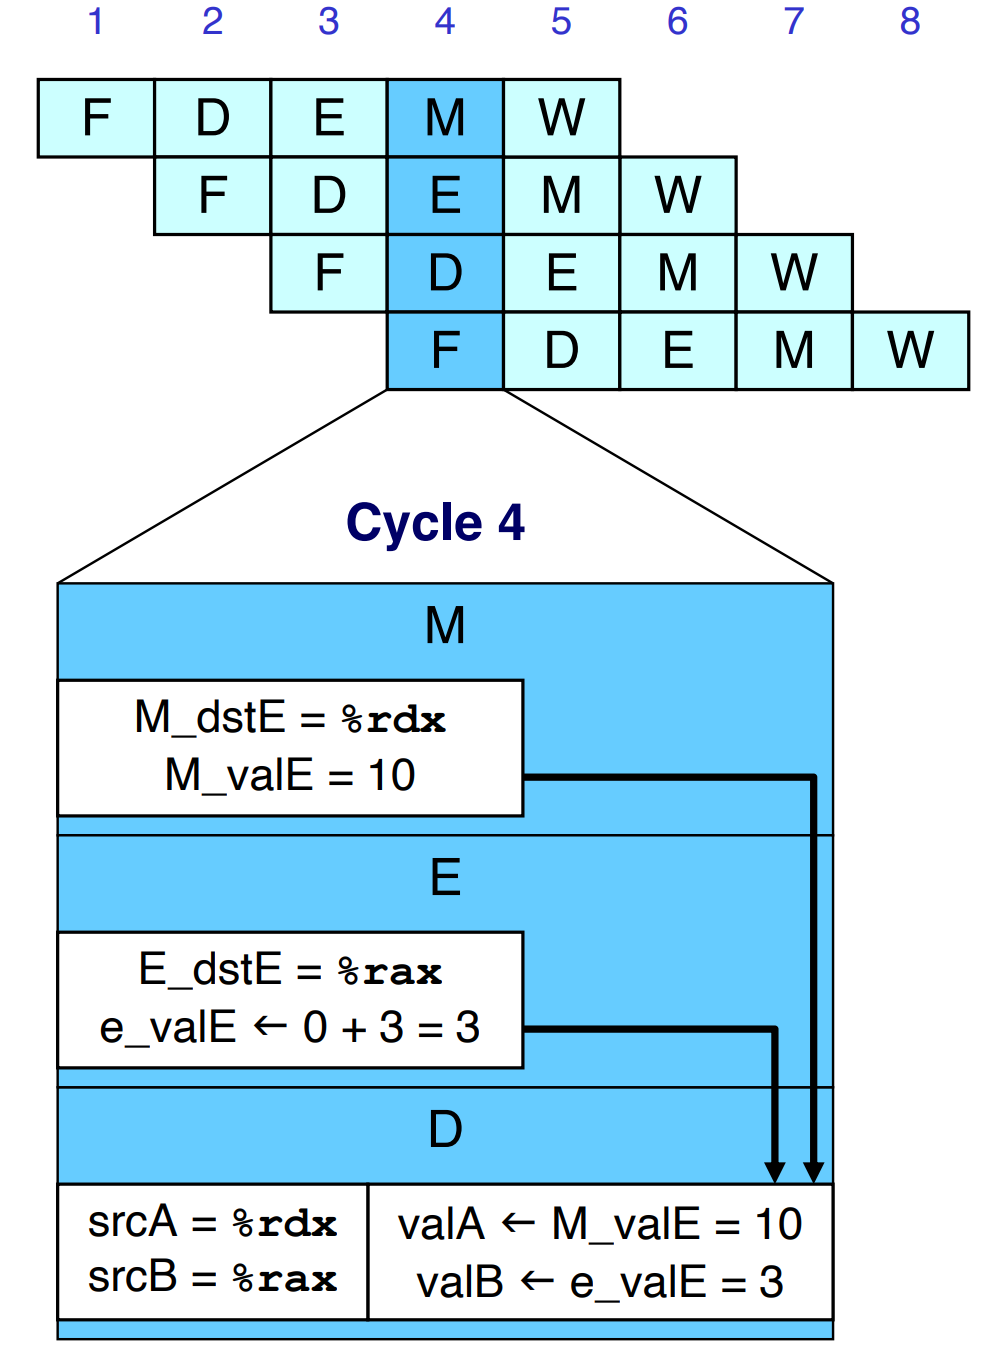 1 2 3 4 5 6 7 8
F D E M W
F D E M W
F D E M W
F D E M W
Cycle 4
M
M_dstE = %rdx
M_valE = 10
E
E_dstE = %rax
e_valE ← 0 + 3 = 3
D
srcA = %rdx
srcB = %rax
valA ← M_valE = 10
valB ← e_valE = 3